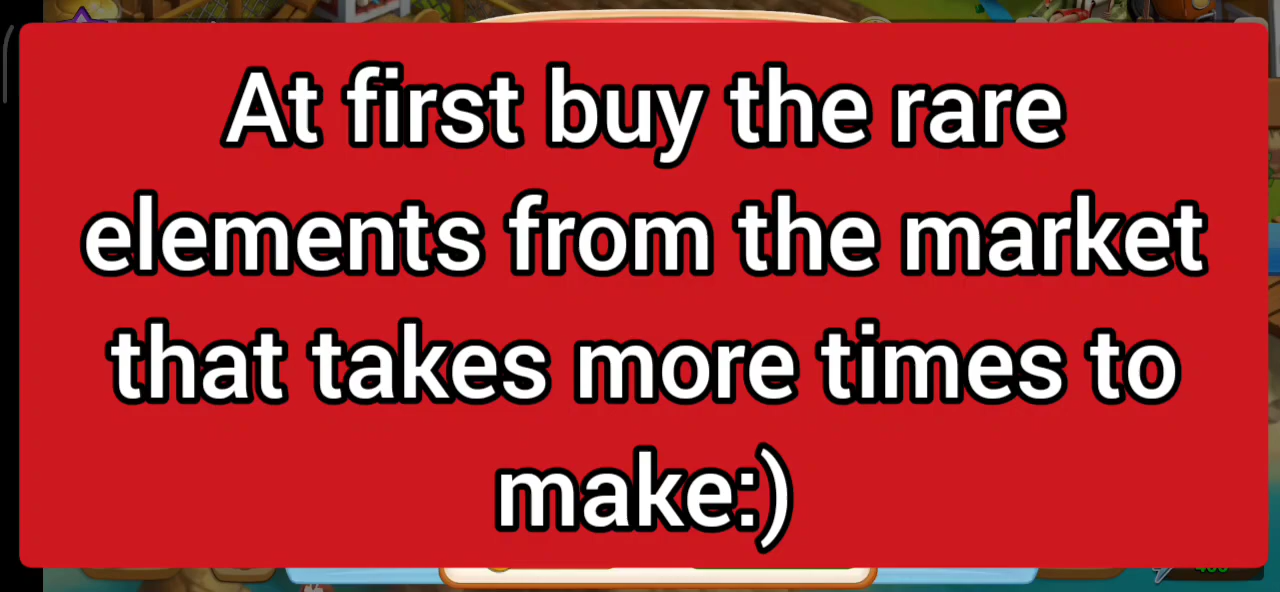 At first buy the rare
elements from the market
that takes more times to
make:)